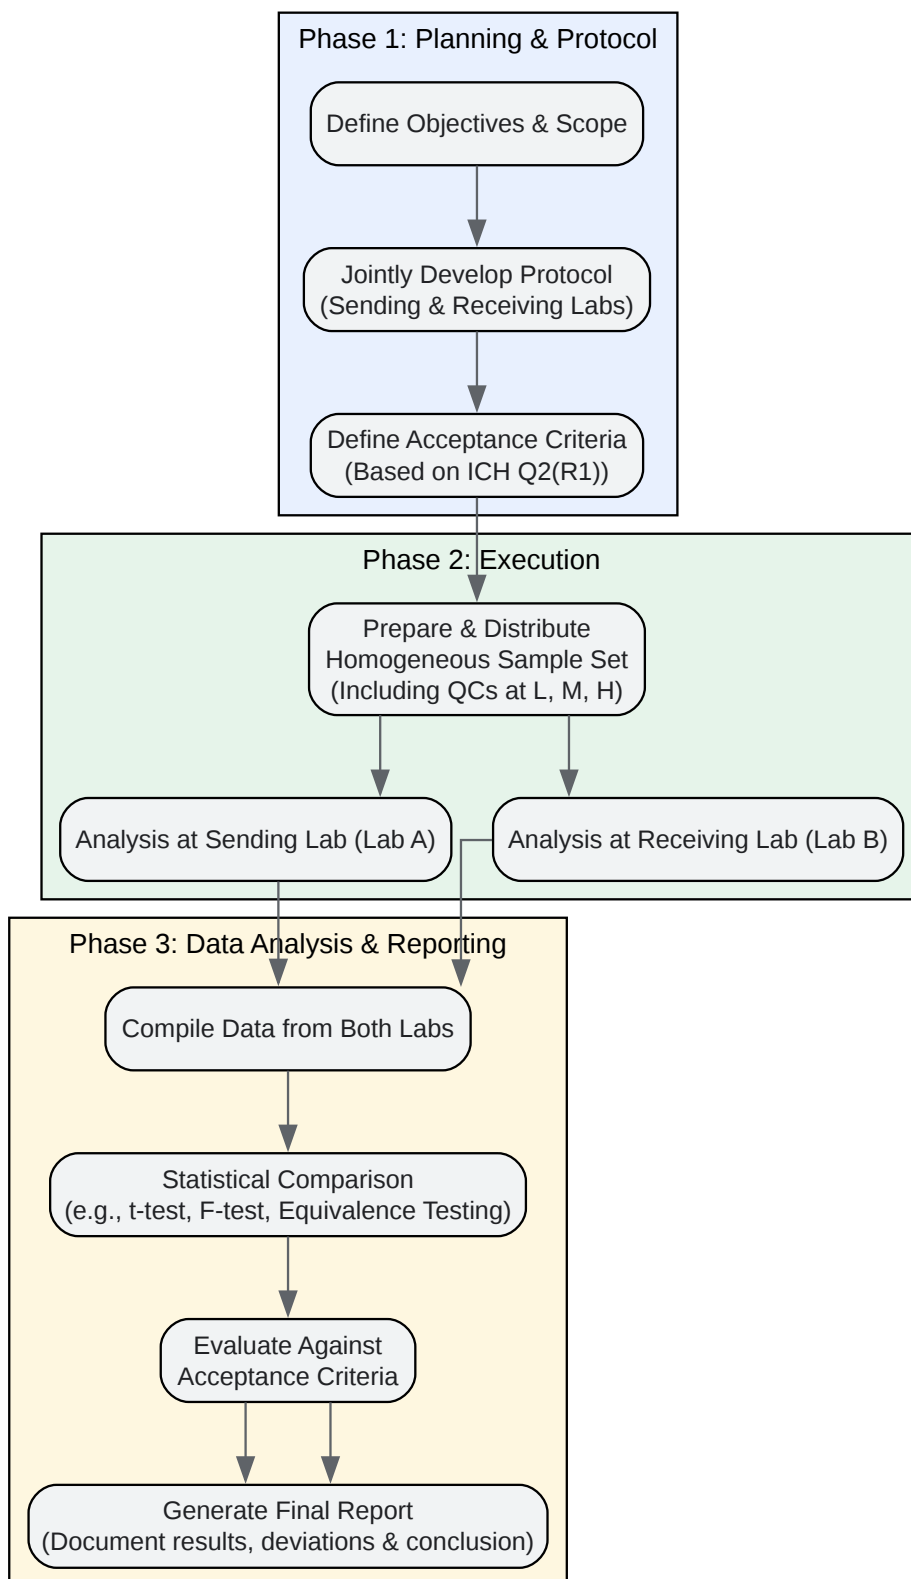 Phase 1: Planning & Protocol
Define Objectives & Scope
Jointly Develop Protocol
(Sending & Receiving Labs)
Define Acceptance Criteria
(Based on ICH Q2(R1))
Phase 2: Execution
Prepare & Distribute
Homogeneous Sample Set
(Including QCs at L, M, H)
Analysis at Sending Lab (Lab A)
Analysis at Receiving Lab (Lab B)
Phase 3: Data Analysis & Reporting
Compile Data from Both Labs
Statistical Comparison
(e.g., t-test, F-test, Equivalence Testing)
Evaluate Against
Acceptance Criteria
Generate Final Report
(Document results, deviations & conclusion)